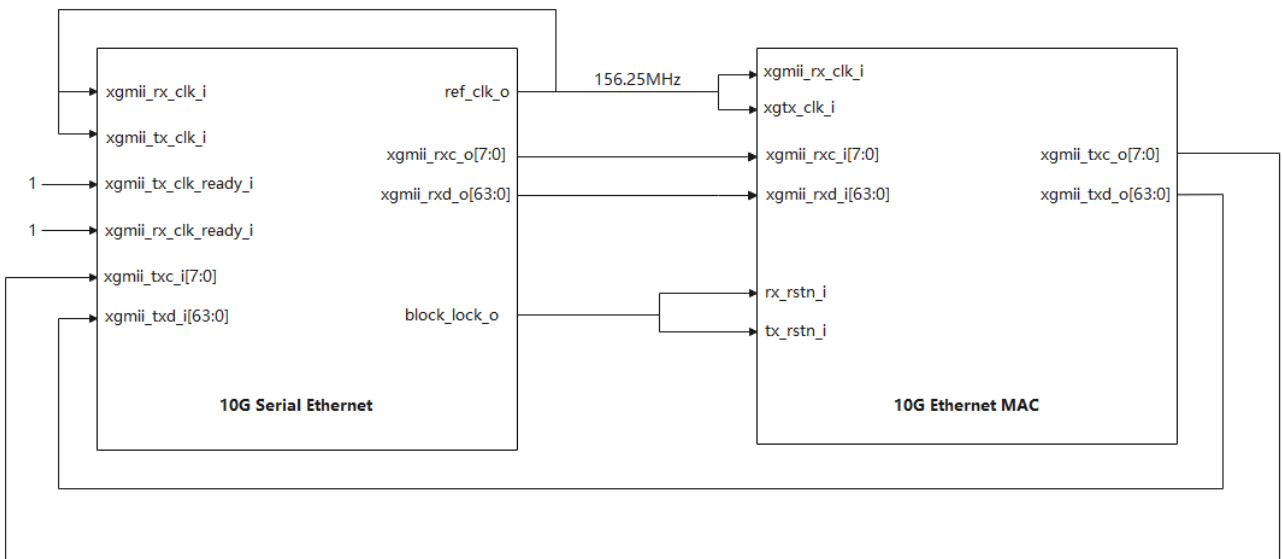 156.25MHz
xgmii_rx_clk_i
ref_clk_o
xgmii_tx_clk_i
xgmii_rxc_o[7:0]
xgmii_tx_clk_ready_i
1
xgmii_rxd_o[63:0]
xgmii_rx_clk_ready_i
1
xgmii_txc_i[7:0]
xgmii_txd_i[63:0]
block_lock_o
10G Serial Ethernet
xgmii_rx_clk_i
xgtx_clk_i
xgmii_rxc_i[7:0]
xgmii_txc_o[7:0]
xgmii_rxd_i[63:0]
xgmii_txd_o[63:0]
rx_rstn_i
tx_rstn_i
10G Ethernet MAC